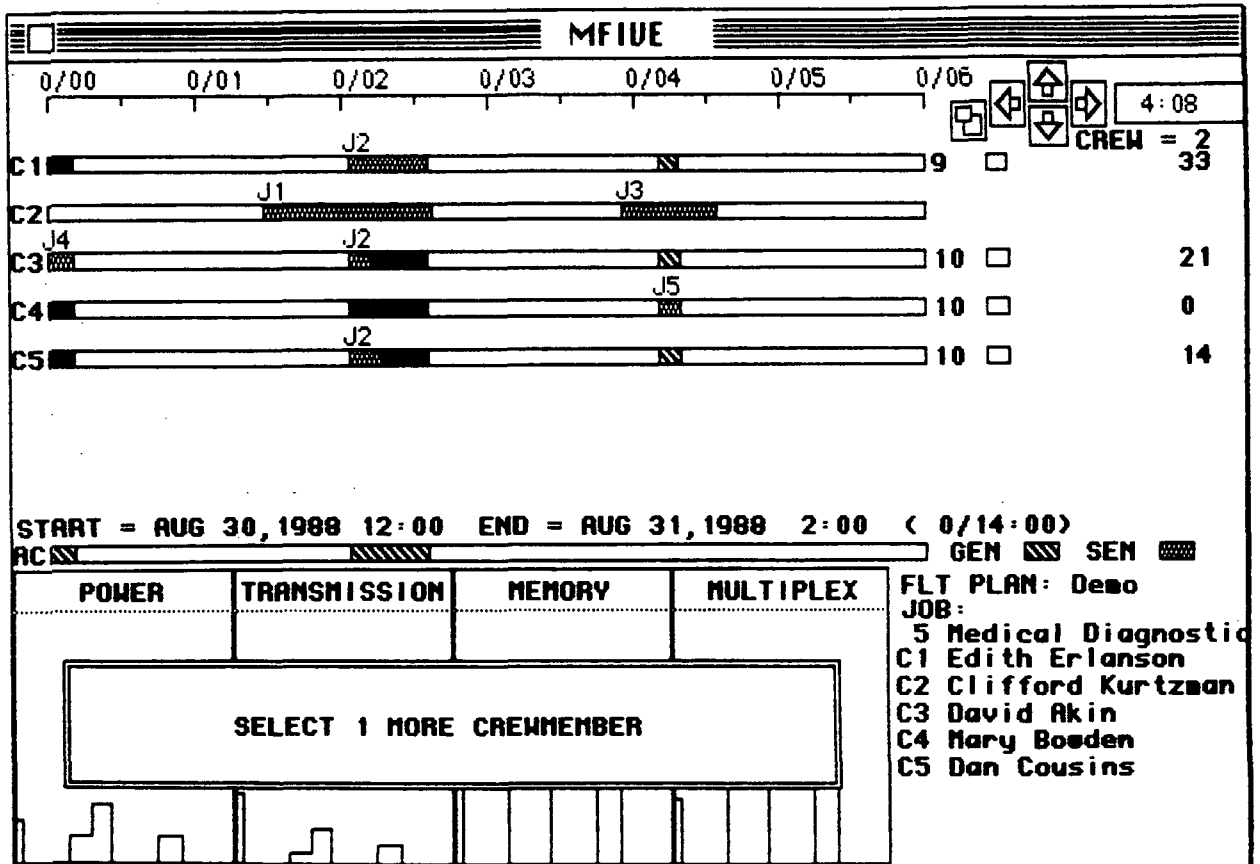 MFIVE
0/00 0/01 0/02 0/03 0/04 0/05 0/06
4:08
CREW = 2
J2
C1 9 33
J1 J3
C2
J4 J2
C3 10 21
J5
C4 10 0
J2
C5 10 14
START = AUG 30,1988 12:00 END = AUG 31,1988 2:00 ( 0/14:00)
AC GEN SEM
POWER TRANSMISSION MEMORY MULTIPLEX
FLT PLAN: Demo
JOB:
5 Medical Diagnostic
C1 Edith Erlanson
C2 Clifford Kurtzman
C3 David Akin
C4 Mary Bowden
C5 Dan Cousins
SELECT 1 MORE CREWMEMBER